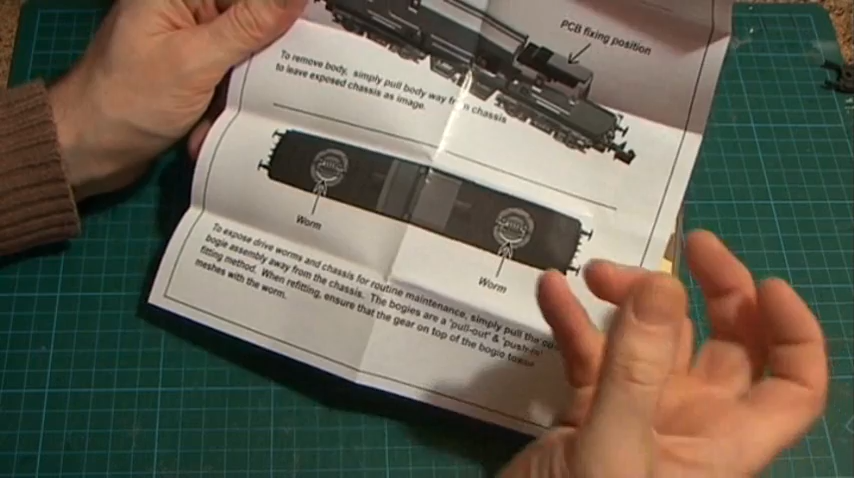 PCB fixing position
To remove body, simply pull body way from chassis
to leave exposed chassis as image.
Worm
Worm
To expose drive worms and chassis for routine maintenance, simply pull the
bogie assembly away from the chassis. The bogies are a 'pull-out' & 'push-in'
fitting method. When refitting, ensure that the gear on top of the bogie tower
meshes with the worm.